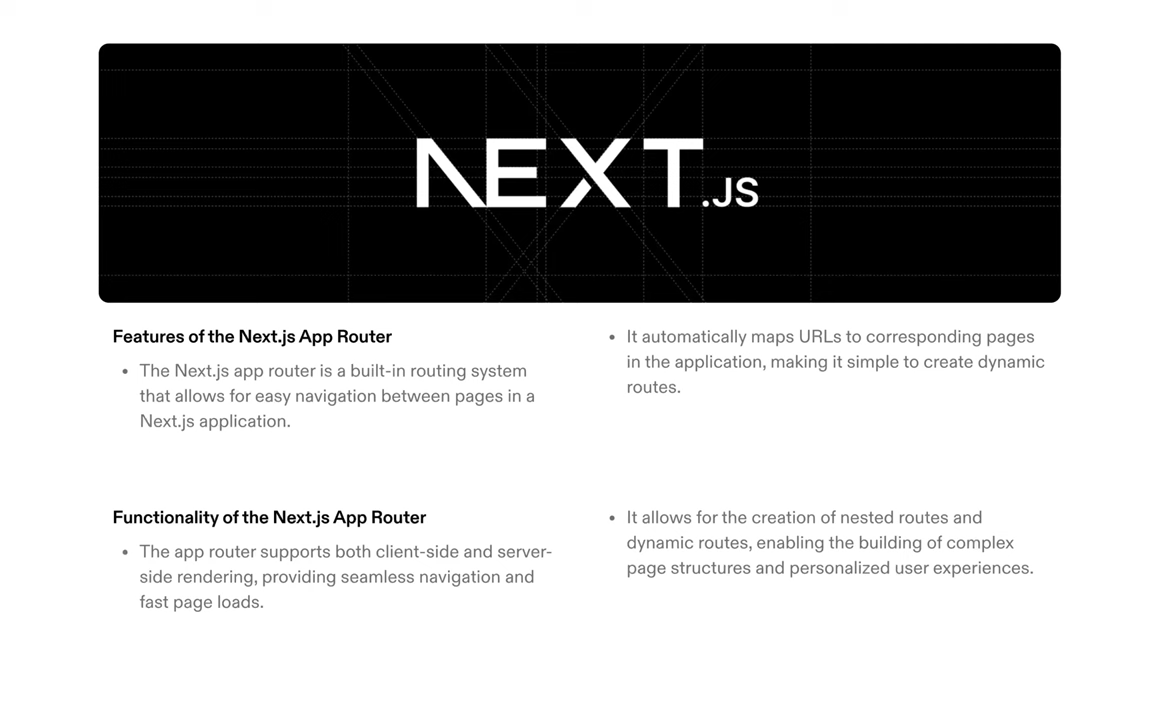 NEXT.JS
Features of the Next.js App Router
• The Next.js app router is a built-in routing system
that allows for easy navigation between pages in a
Next.js application.
• It automatically maps URLs to corresponding pages
in the application, making it simple to create dynamic
routes.
Functionality of the Next.js App Router
• The app router supports both client-side and server-
side rendering, providing seamless navigation and
fast page loads.
• It allows for the creation of nested routes and
dynamic routes, enabling the building of complex
page structures and personalized user experiences.